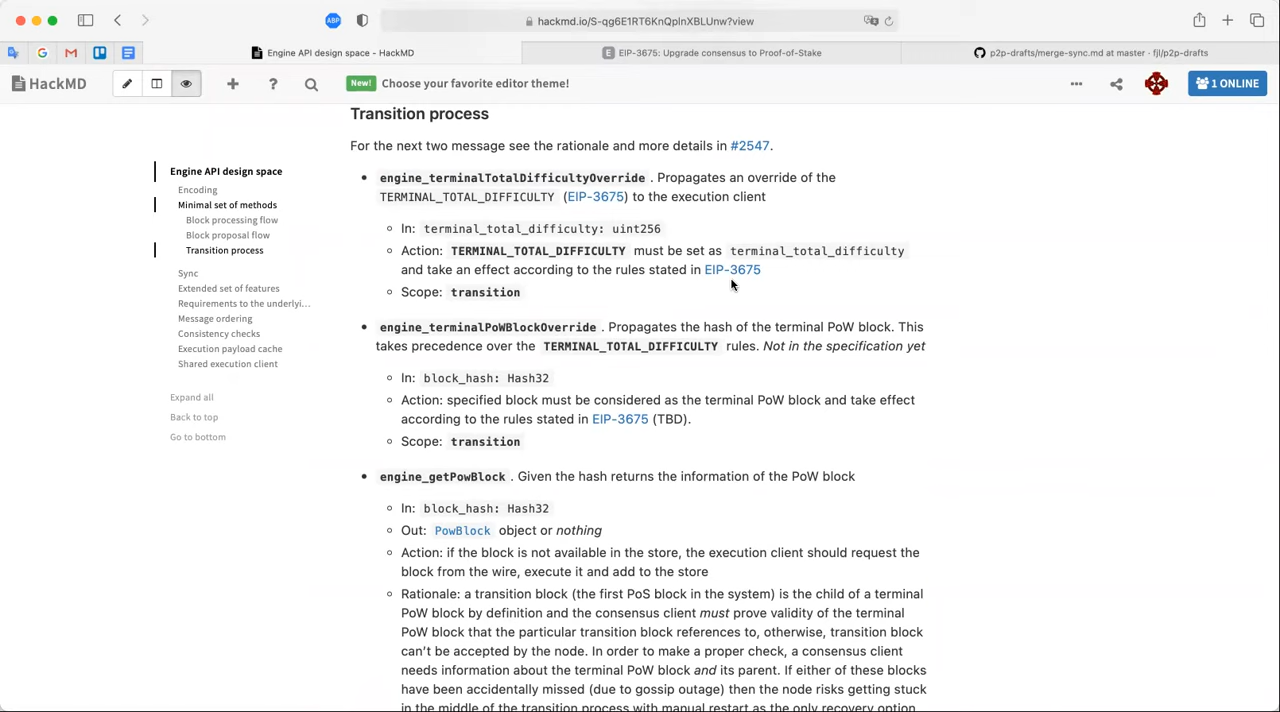 hackmd.io/S-qg6E1RT6KnQpInXBLUnw?view
Engine API design space - HackMD
EIP-3675: Upgrade consensus to Proof-of-Stake
p2p-drafts/merge-sync.md at master · fjl/p2p-drafts
HackMD
New! Choose your favorite editor theme!
1 ONLINE
Engine API design space
Encoding
Minimal set of methods
Block processing flow
Block proposal flow
Transition process
Sync
Extended set of features
Requirements to the underlyi...
Message ordering
Consistency checks
Execution payload cache
Shared execution client
Expand all
Back to top
Go to bottom
Transition process
For the next two message see the rationale and more details in #2547.
• engine_terminalTotalDifficultyOverride . Propagates an override of the
TERMINAL_TOTAL_DIFFICULTY (EIP-3675) to the execution client
◦ In: terminal_total_difficulty: uint256
◦ Action: TERMINAL_TOTAL_DIFFICULTY must be set as terminal_total_difficulty
and take an effect according to the rules stated in EIP-3675
◦ Scope: transition
• engine_terminalPoWBlockOverride . Propagates the hash of the terminal PoW block. This
takes precedence over the TERMINAL_TOTAL_DIFFICULTY rules. Not in the specification yet
◦ In: block_hash: Hash32
◦ Action: specified block must be considered as the terminal PoW block and take effect
according to the rules stated in EIP-3675 (TBD).
◦ Scope: transition
• engine_getPowBlock . Given the hash returns the information of the PoW block
◦ In: block_hash: Hash32
◦ Out: PowBlock object or nothing
◦ Action: if the block is not available in the store, the execution client should request the
block from the wire, execute it and add to the store
◦ Rationale: a transition block (the first PoS block in the system) is the child of a terminal
PoW block by definition and the consensus client must prove validity of the terminal
PoW block that the particular transition block references to, otherwise, transition block
can't be accepted by the node. In order to make a proper check, a consensus client
needs information about the terminal PoW block and its parent. If either of these blocks
have been accidentally missed (due to gossip outage) then the node risks getting stuck
in the middle of the transition process with manual restart as the only recovery option